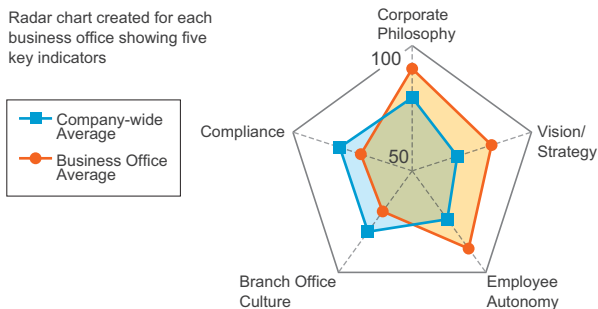 Radar chart created for each
business office showing five
key indicators
Company-wide
Average
Business Office
Average
Corporate
Philosophy
100
50
Vision/
Strategy
Employee
Autonomy
Branch Office
Culture
Compliance